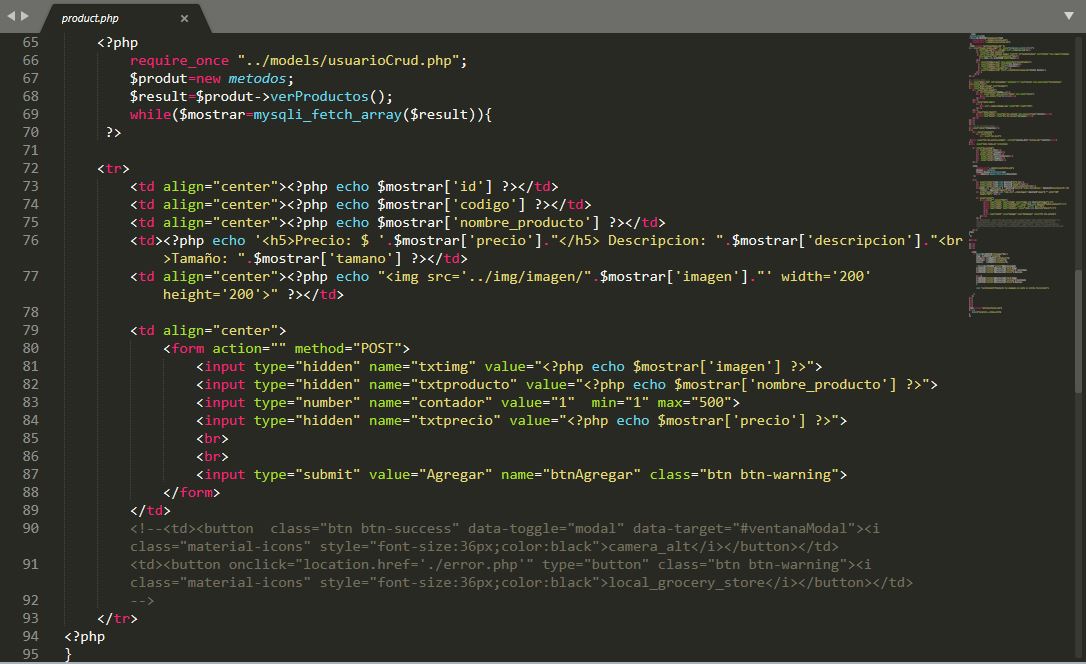 product.php
65 <?php
66 require_once "../models/usuarioCrud.php";
67 $produt=new metodos;
68 $result=$produt->verProductos();
69 while($mostrar=mysqli_fetch_array($result)){
70 ?>
71
72 <tr>
73 <td align="center"><?php echo $mostrar['id'] ?></td>
74 <td align="center"><?php echo $mostrar['codigo'] ?></td>
75 <td align="center"><?php echo $mostrar['nombre_producto'] ?></td>
76 <td><?php echo '<h5>Precio: $ '.$mostrar['precio']."</h5> Descripcion: ".$mostrar['descripcion']."<br
>Tamaño: ".$mostrar['tamano'] ?></td>
77 <td align="center"><?php echo "<img src='../img/imagen/".$mostrar['imagen']."' width='200'
height='200'>" ?></td>
78
79 <td align="center">
80 <form action="" method="POST">
81 <input type="hidden" name="txtimg" value="<?php echo $mostrar['imagen'] ?>">
82 <input type="hidden" name="txtproducto" value="<?php echo $mostrar['nombre_producto'] ?>">
83 <input type="number" name="contador" value="1"  min="1" max="500">
84 <input type="hidden" name="txtprecio" value="<?php echo $mostrar['precio'] ?>">
85 <br>
86 <br>
87 <input type="submit" value="Agregar" name="btnAgregar" class="btn btn-warning">
88 </form>
89 </td>
90 <!--<td><button  class="btn btn-success" data-toggle="modal" data-target="#ventanaModal"><i
class="material-icons" style="font-size:36px;color:black">camera_alt</i></button></td>
91 <td><button onclick="location.href='./error.php'" type="button" class="btn btn-warning"><i
class="material-icons" style="font-size:36px;color:black">local_grocery_store</i></button></td>
92 -->
93 </tr>
94 <?php
95 }